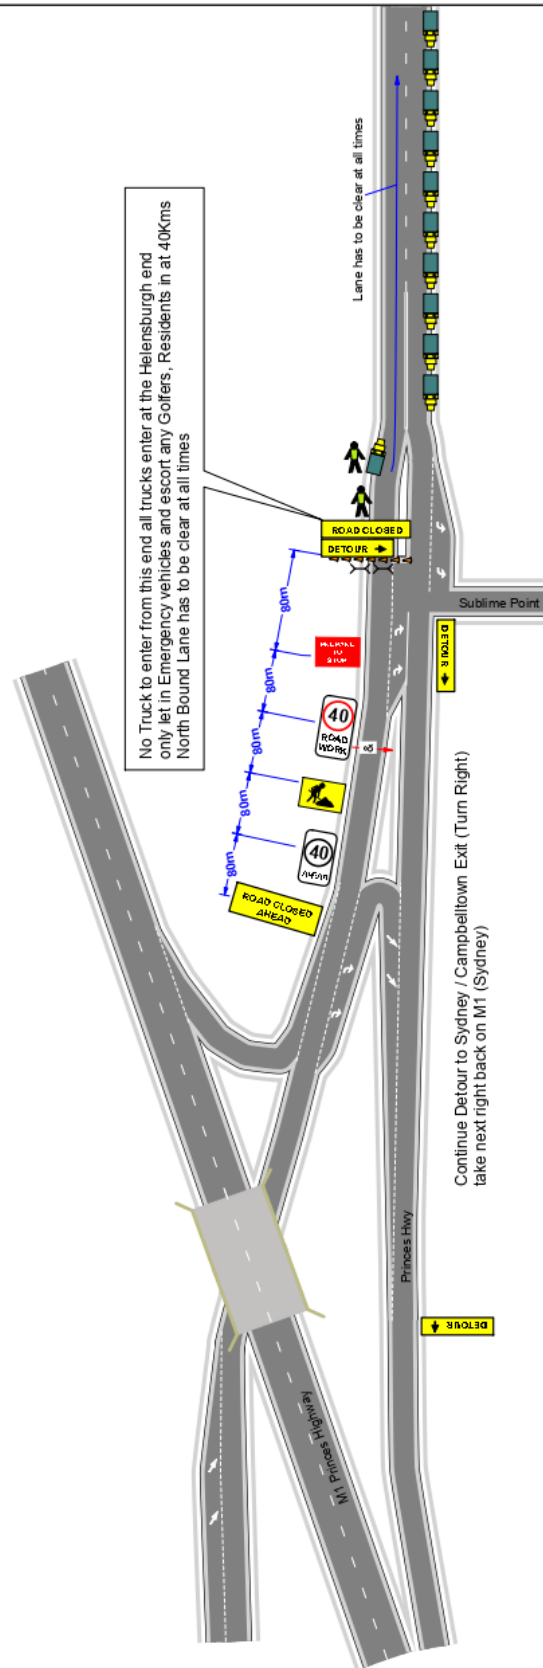 No Truck to enter from this end all trucks enter at the Helensburgh end
only let in Emergency vehicles and escort any Golfers, Residents in at 40Kms
North Bound Lane has to be clear at all times
Lane has to be clear at all times
ROAD CLOSED
DETOUR
Sublime Point
DETOUR
80m
PREPARE
TO
STOP
80m
40
ROAD
WORK
80m
80m
40
AHEAD
80m
ROAD CLOSED
AHEAD
Continue Detour to Sydney / Campbelltown Exit (Turn Right)
take next right back on M1 (Sydney)
Princes Hwy
DETOUR
M1 Princes Highway